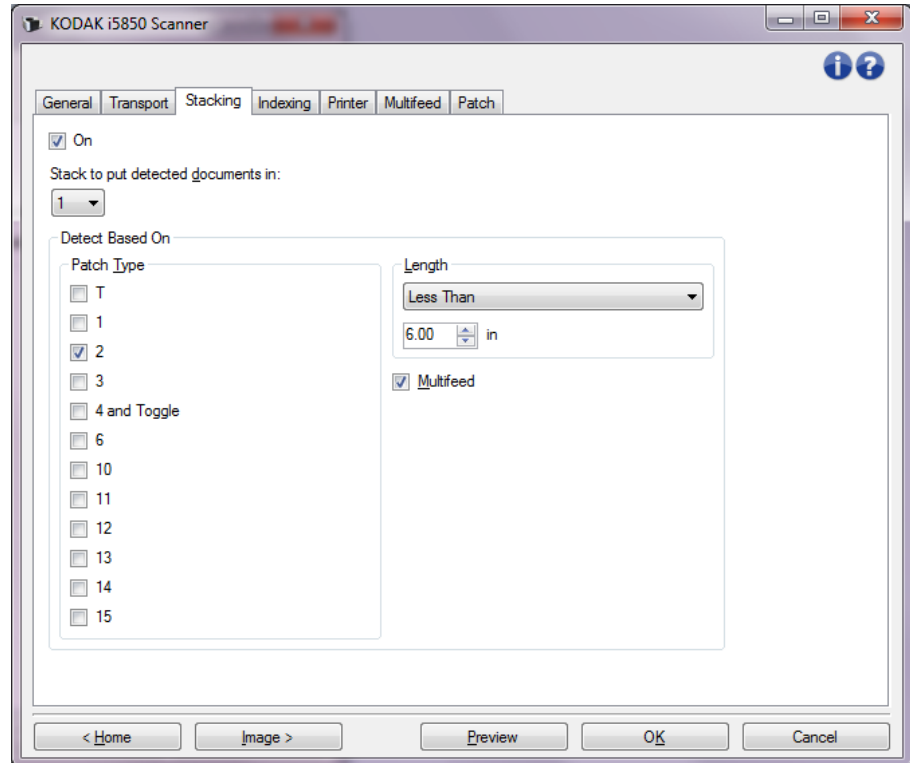 KODAK i5850 Scanner
General Transport Stacking Indexing Printer Multifeed Patch
On
Stack to put detected documents in:
1
Detect Based On
Patch Type
T
1
2
3
4 and Toggle
6
10
11
12
13
14
15
Length
Less Than
6.00 in
Multifeed
< Home Image > Preview OK Cancel